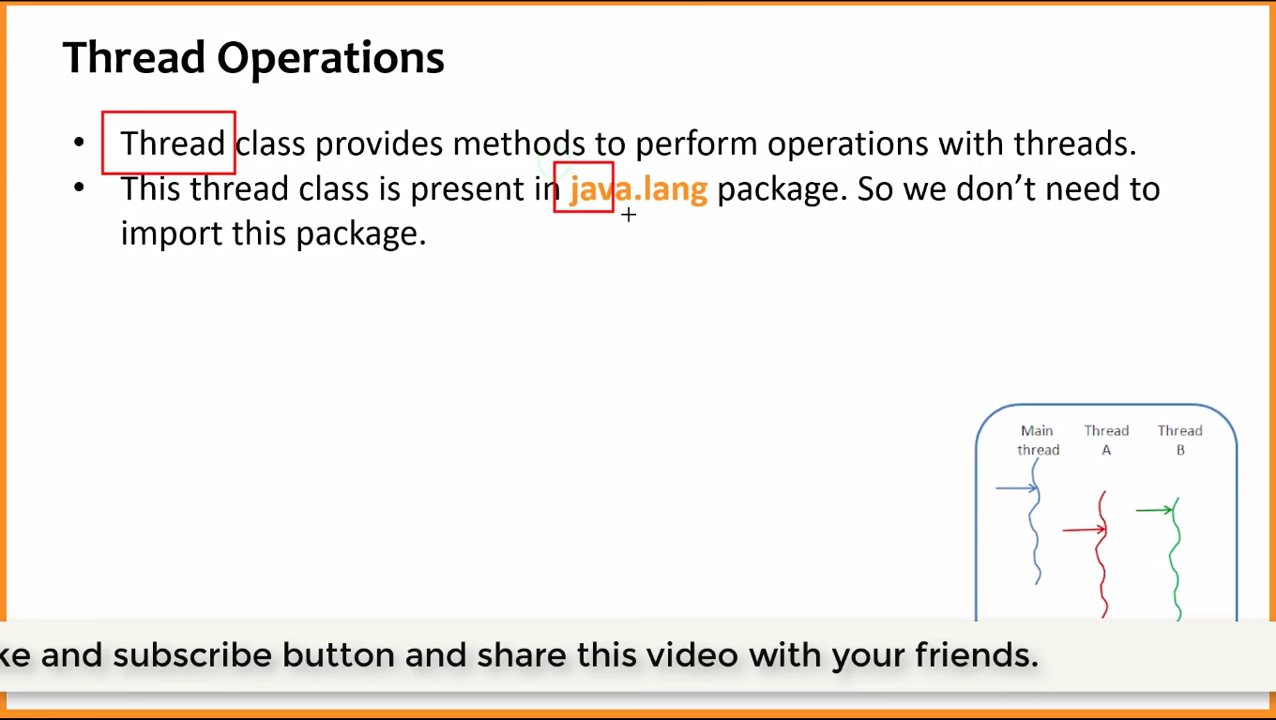 Thread Operations
• Thread class provides methods to perform operations with threads.
• This thread class is present in java.lang package. So we don’t need to
import this package.
Main thread
Thread A
Thread B
ke and subscribe button and share this video with your friends.